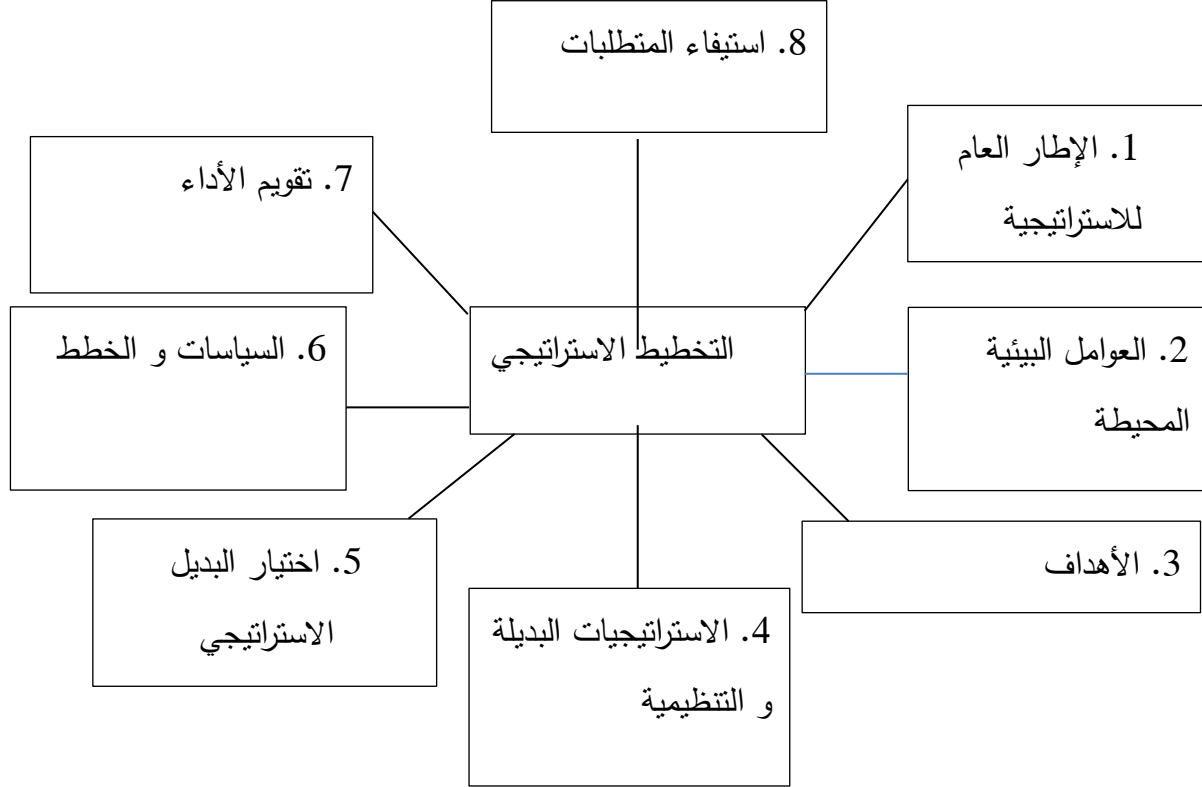 8. استيفاء المتطلبات
1. الإطار العام
للاستراتيجية
7. تقويم الأداء
التخطيط الاستراتيجي
2. العوامل البيئية
المحيطة
6. السياسات و الخطط
3. الأهداف
5. اختيار البديل
الاستراتيجي
4. الاستراتيجيات البديلة
و التنظيمية